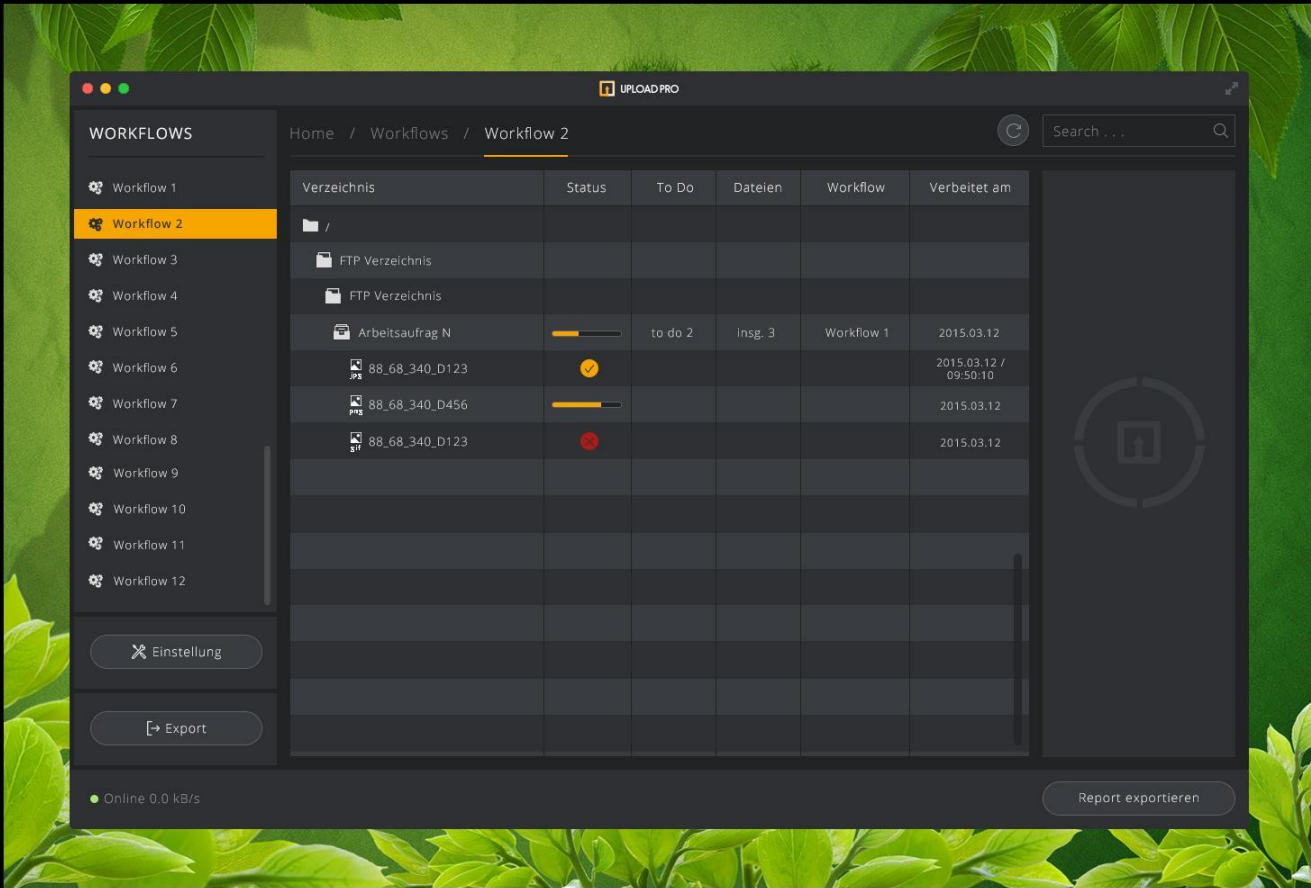 UPLOAD PRO
WORKFLOWS
Home / Workflows / Workflow 2
Search . . .
Workflow 1
Workflow 2
Workflow 3
Workflow 4
Workflow 5
Workflow 6
Workflow 7
Workflow 8
Workflow 9
Workflow 10
Workflow 11
Workflow 12
Einstellung
Export
Verzeichnis Status To Do Dateien Workflow Verbeitet am
/
FTP Verzeichnis
FTP Verzeichnis
Arbeitsaufrag N to do 2 insg. 3 Workflow 1 2015.03.12
JPG 88_68_340_D123 2015.03.12 /
09:50:10
png 88_68_340_D456 2015.03.12
gif 88_68_340_D123 2015.03.12
Online 0.0 kB/s
Report exportieren